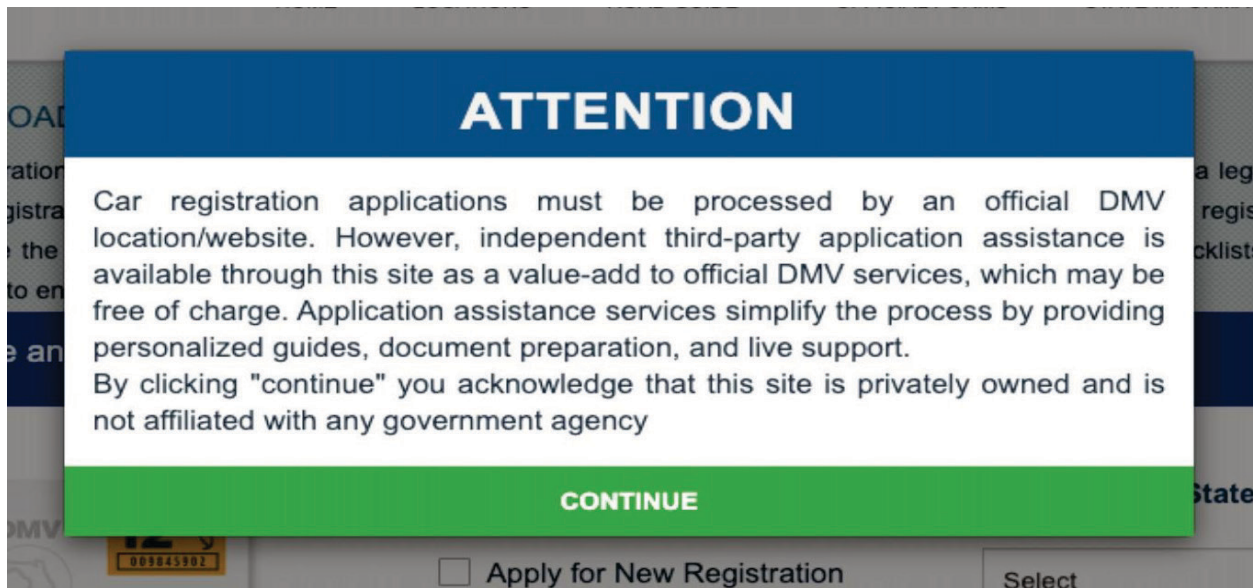 ATTENTION
Car registration applications must be processed by an official DMV
location/website. However, independent third-party application assistance is
available through this site as a value-add to official DMV services, which may be
free of charge. Application assistance services simplify the process by providing
personalized guides, document preparation, and live support.
By clicking "continue" you acknowledge that this site is privately owned and is
not affiliated with any government agency
CONTINUE
State
DMV
009845902
Apply for New Registration
Select